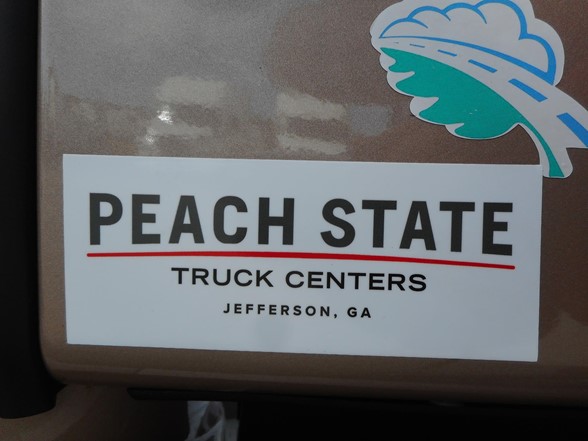 PEACH STATE
TRUCK CENTERS
JEFFERSON, GA